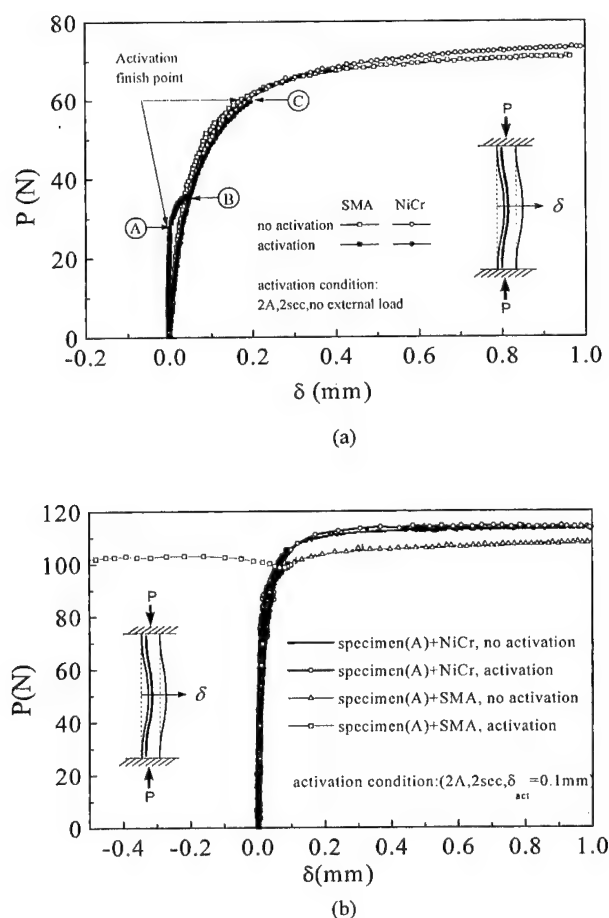 80
60
40
20
0
P (N)
Activation
finish point
A
B
C
SMA NiCr
no activation
activation
activation condition:
2A,2sec,no external load
P
δ
P
-0.2 0.0 0.2 0.4 0.6 0.8 1.0
δ (mm)
(a)
120
100
80
60
40
20
0
P(N)
P
δ
P
specimen(A)+NiCr, no activation
specimen(A)+NiCr, activation
specimen(A)+SMA, no activation
specimen(A)+SMA, activation
activation condition:(2A,2sec,δact=0.1mm)
-0.4 -0.2 0.0 0.2 0.4 0.6 0.8 1.0
δ(mm)
(b)